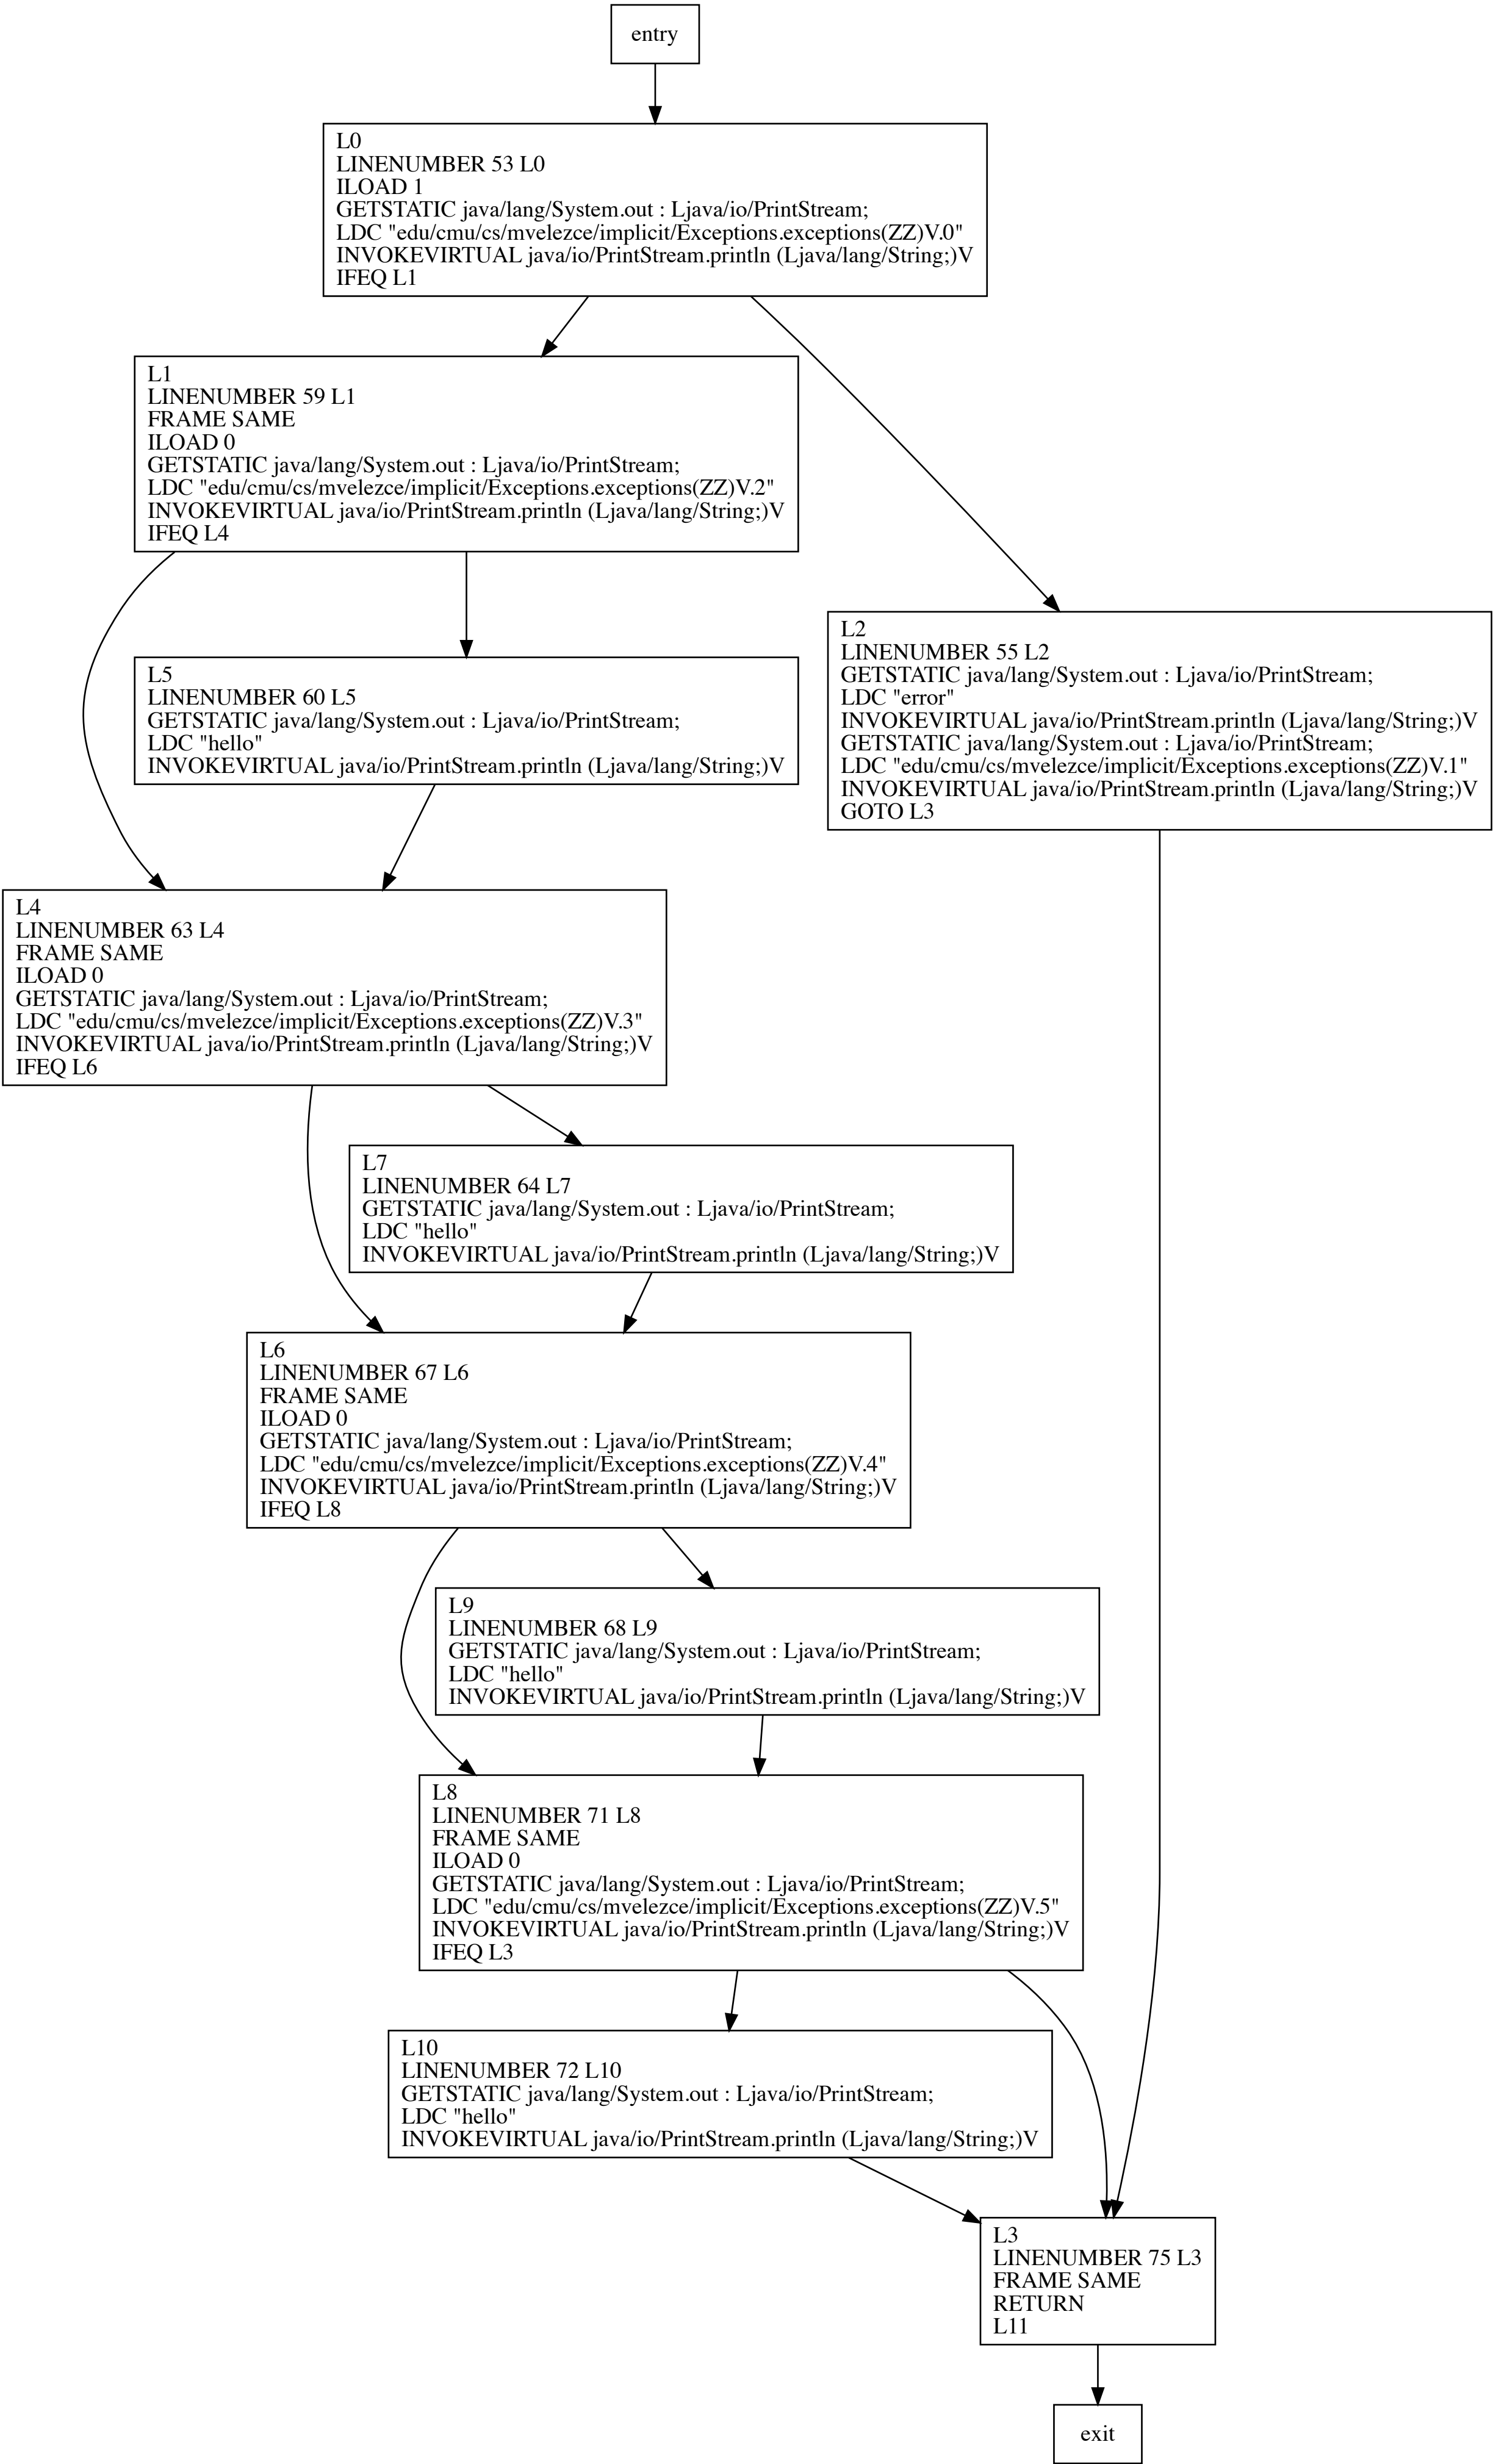 entry
L0
LINENUMBER 53 L0
ILOAD 1
GETSTATIC java/lang/System.out : Ljava/io/PrintStream;
LDC "edu/cmu/cs/mvelezce/implicit/Exceptions.exceptions(ZZ)V.0"
INVOKEVIRTUAL java/io/PrintStream.println (Ljava/lang/String;)V
IFEQ L1
L1
LINENUMBER 59 L1
FRAME SAME
ILOAD 0
GETSTATIC java/lang/System.out : Ljava/io/PrintStream;
LDC "edu/cmu/cs/mvelezce/implicit/Exceptions.exceptions(ZZ)V.2"
INVOKEVIRTUAL java/io/PrintStream.println (Ljava/lang/String;)V
IFEQ L4
L2
LINENUMBER 55 L2
GETSTATIC java/lang/System.out : Ljava/io/PrintStream;
LDC "error"
INVOKEVIRTUAL java/io/PrintStream.println (Ljava/lang/String;)V
GETSTATIC java/lang/System.out : Ljava/io/PrintStream;
LDC "edu/cmu/cs/mvelezce/implicit/Exceptions.exceptions(ZZ)V.1"
INVOKEVIRTUAL java/io/PrintStream.println (Ljava/lang/String;)V
GOTO L3
L5
LINENUMBER 60 L5
GETSTATIC java/lang/System.out : Ljava/io/PrintStream;
LDC "hello"
INVOKEVIRTUAL java/io/PrintStream.println (Ljava/lang/String;)V
L4
LINENUMBER 63 L4
FRAME SAME
ILOAD 0
GETSTATIC java/lang/System.out : Ljava/io/PrintStream;
LDC "edu/cmu/cs/mvelezce/implicit/Exceptions.exceptions(ZZ)V.3"
INVOKEVIRTUAL java/io/PrintStream.println (Ljava/lang/String;)V
IFEQ L6
L7
LINENUMBER 64 L7
GETSTATIC java/lang/System.out : Ljava/io/PrintStream;
LDC "hello"
INVOKEVIRTUAL java/io/PrintStream.println (Ljava/lang/String;)V
L6
LINENUMBER 67 L6
FRAME SAME
ILOAD 0
GETSTATIC java/lang/System.out : Ljava/io/PrintStream;
LDC "edu/cmu/cs/mvelezce/implicit/Exceptions.exceptions(ZZ)V.4"
INVOKEVIRTUAL java/io/PrintStream.println (Ljava/lang/String;)V
IFEQ L8
L9
LINENUMBER 68 L9
GETSTATIC java/lang/System.out : Ljava/io/PrintStream;
LDC "hello"
INVOKEVIRTUAL java/io/PrintStream.println (Ljava/lang/String;)V
L8
LINENUMBER 71 L8
FRAME SAME
ILOAD 0
GETSTATIC java/lang/System.out : Ljava/io/PrintStream;
LDC "edu/cmu/cs/mvelezce/implicit/Exceptions.exceptions(ZZ)V.5"
INVOKEVIRTUAL java/io/PrintStream.println (Ljava/lang/String;)V
IFEQ L3
L10
LINENUMBER 72 L10
GETSTATIC java/lang/System.out : Ljava/io/PrintStream;
LDC "hello"
INVOKEVIRTUAL java/io/PrintStream.println (Ljava/lang/String;)V
L3
LINENUMBER 75 L3
FRAME SAME
RETURN
L11
exit